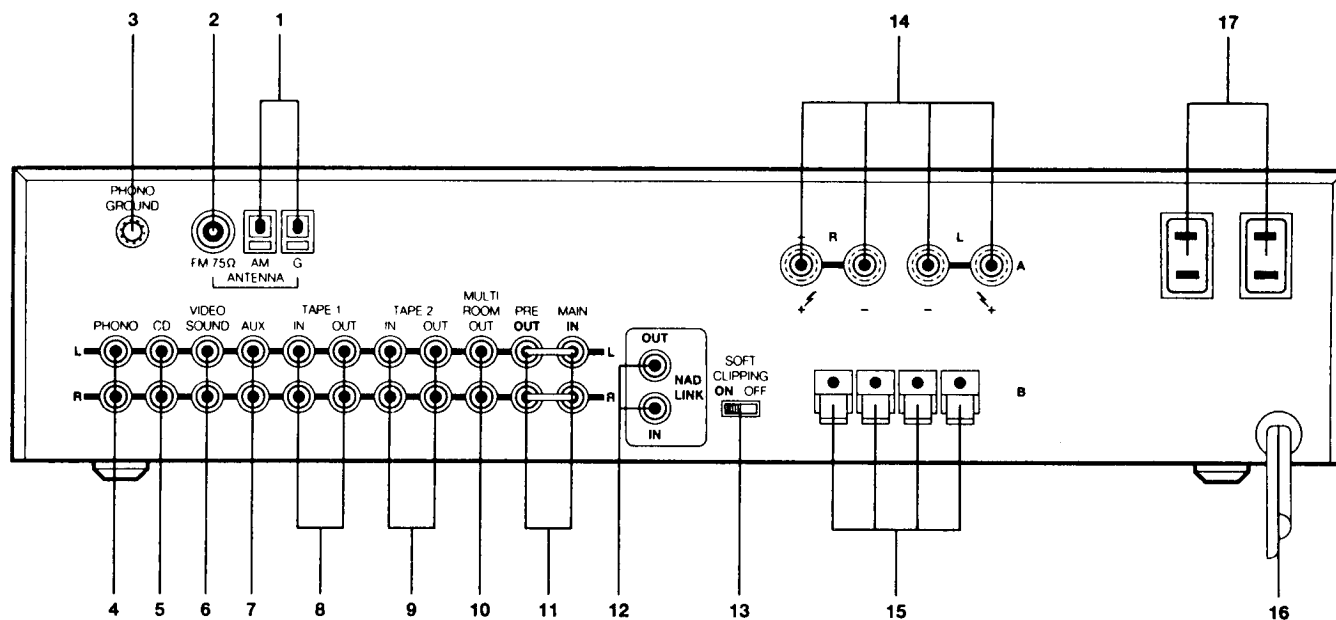 3 2 1 14 17
PHONO
GROUND
FM 75Ω AM G
ANTENNA
- R L A
+ - - +
PHONO CD VIDEO SOUND AUX TAPE 1 IN OUT TAPE 2 IN OUT MULTI ROOM OUT PRE OUT MAIN IN
L L
R R
OUT
NAD
LINK
IN
SOFT
CLIPPING
ON OFF
B
4 5 6 7 8 9 10 11 12 13 15 16